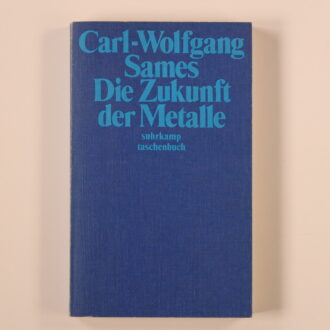 Carl-Wolfgang
Sames
Die Zukunft
der Metalle
suhrkamp
taschenbuch